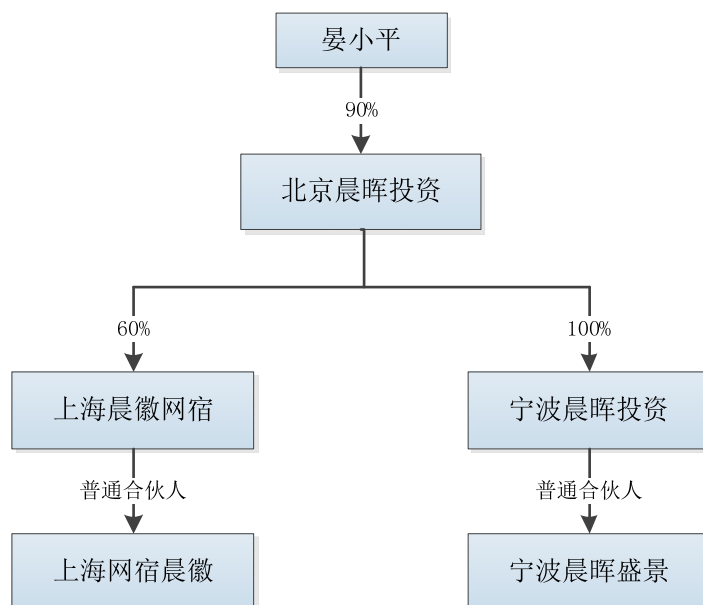 晏小平
90%
北京晨晖投资
60%
100%
上海晨徽网宿
宁波晨晖投资
普通合伙人
普通合伙人
上海网宿晨徽
宁波晨晖盛景